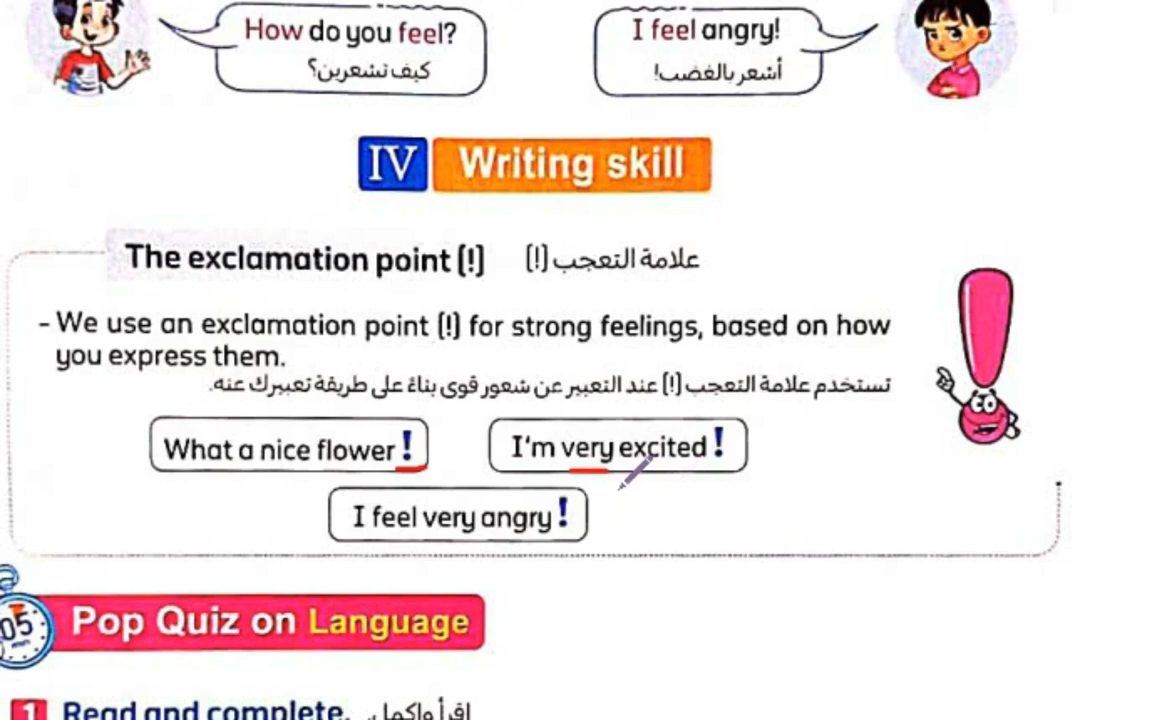 How do you feel?
كيف تشعرين؟
I feel angry!
أشعر بالغضب!
IV Writing skill
The exclamation point (!) علامة التعجب (!)
- We use an exclamation point (!) for strong feelings, based on how
you express them.
تستخدم علامة التعجب (!) عند التعبير عن شعور قوى بناءً على طريقة تعبيرك عنه.
What a nice flower!
I'm very excited!
I feel very angry!
05
Pop Quiz on Language
1 Read and complete. اقرأ واكمل.